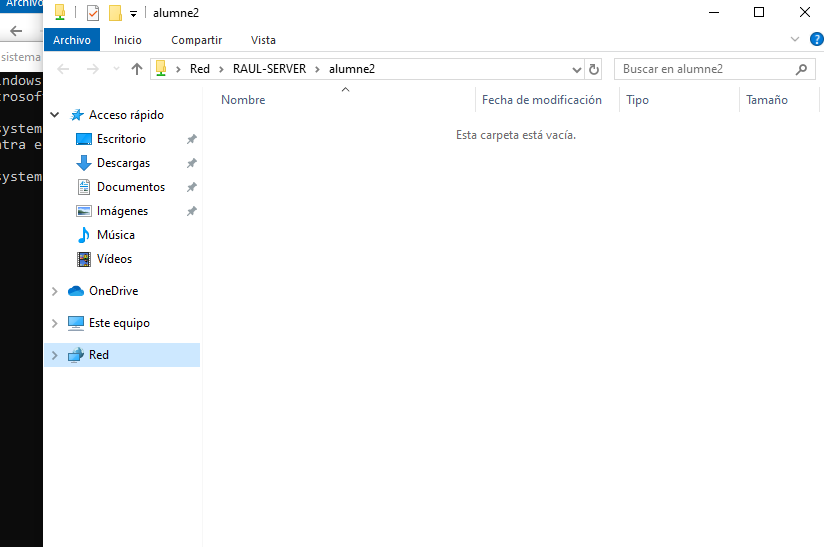 Archivo
alumne2
Archivo Inicio Compartir Vista
Red RAUL-SERVER alumne2
Buscar en alumne2
sistema
Nombre Fecha de modificación Tipo Tamaño
Esta carpeta está vacía.
Acceso rápido
Escritorio
Descargas
Documentos
Imágenes
Música
Vídeos
OneDrive
Este equipo
Red
indows
crosoft
system
ntra e
system